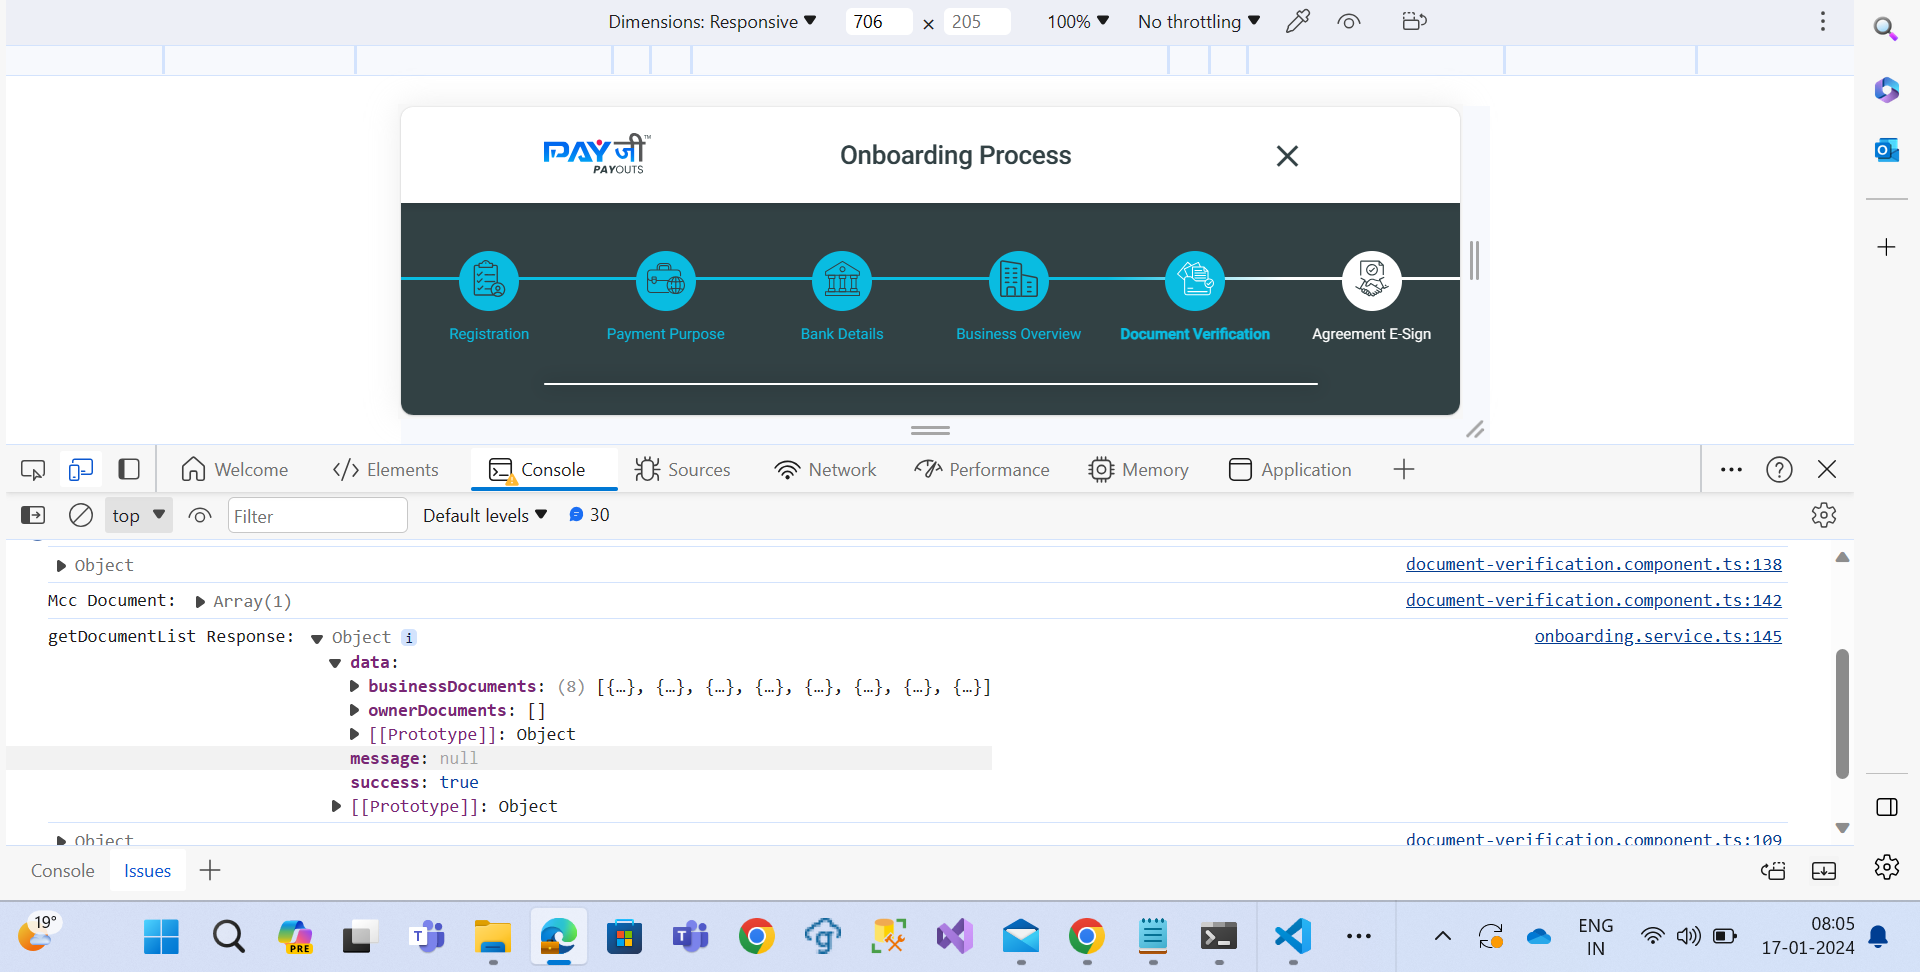 Dimensions: Responsive 706 × 205 100% No throttling
PAY जी ™
PAYOUTS
Onboarding Process
Registration Payment Purpose Bank Details Business Overview Document Verification Agreement E-Sign
Welcome Elements Console Sources Network Performance Memory Application
top Filter Default levels 30
Object document-verification.component.ts:138
Mcc Document: Array(1) document-verification.component.ts:142
getDocumentList Response: Object i onboarding.service.ts:145
data:
businessDocuments: (8) [{…}, {…}, {…}, {…}, {…}, {…}, {…}, {…}]
ownerDocuments: []
[[Prototype]]: Object
message: null
success: true
[[Prototype]]: Object
Object document-verification.component.ts:109
Console Issues
19° PRE ENG 08:05
IN 17-01-2024